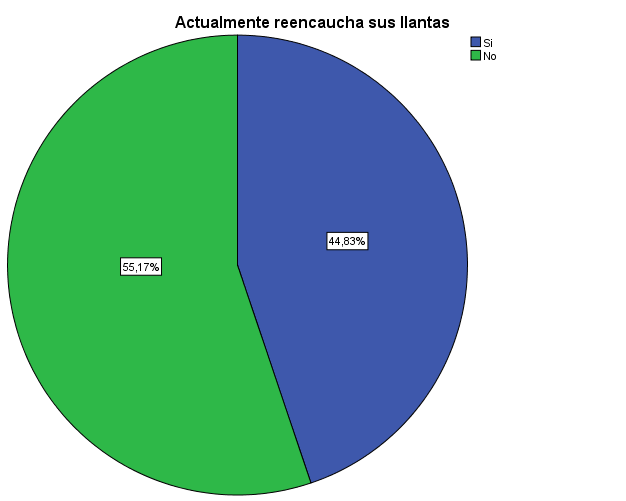 Actualmente reencaucha sus llantas
Si
No
44,83%
55,17%